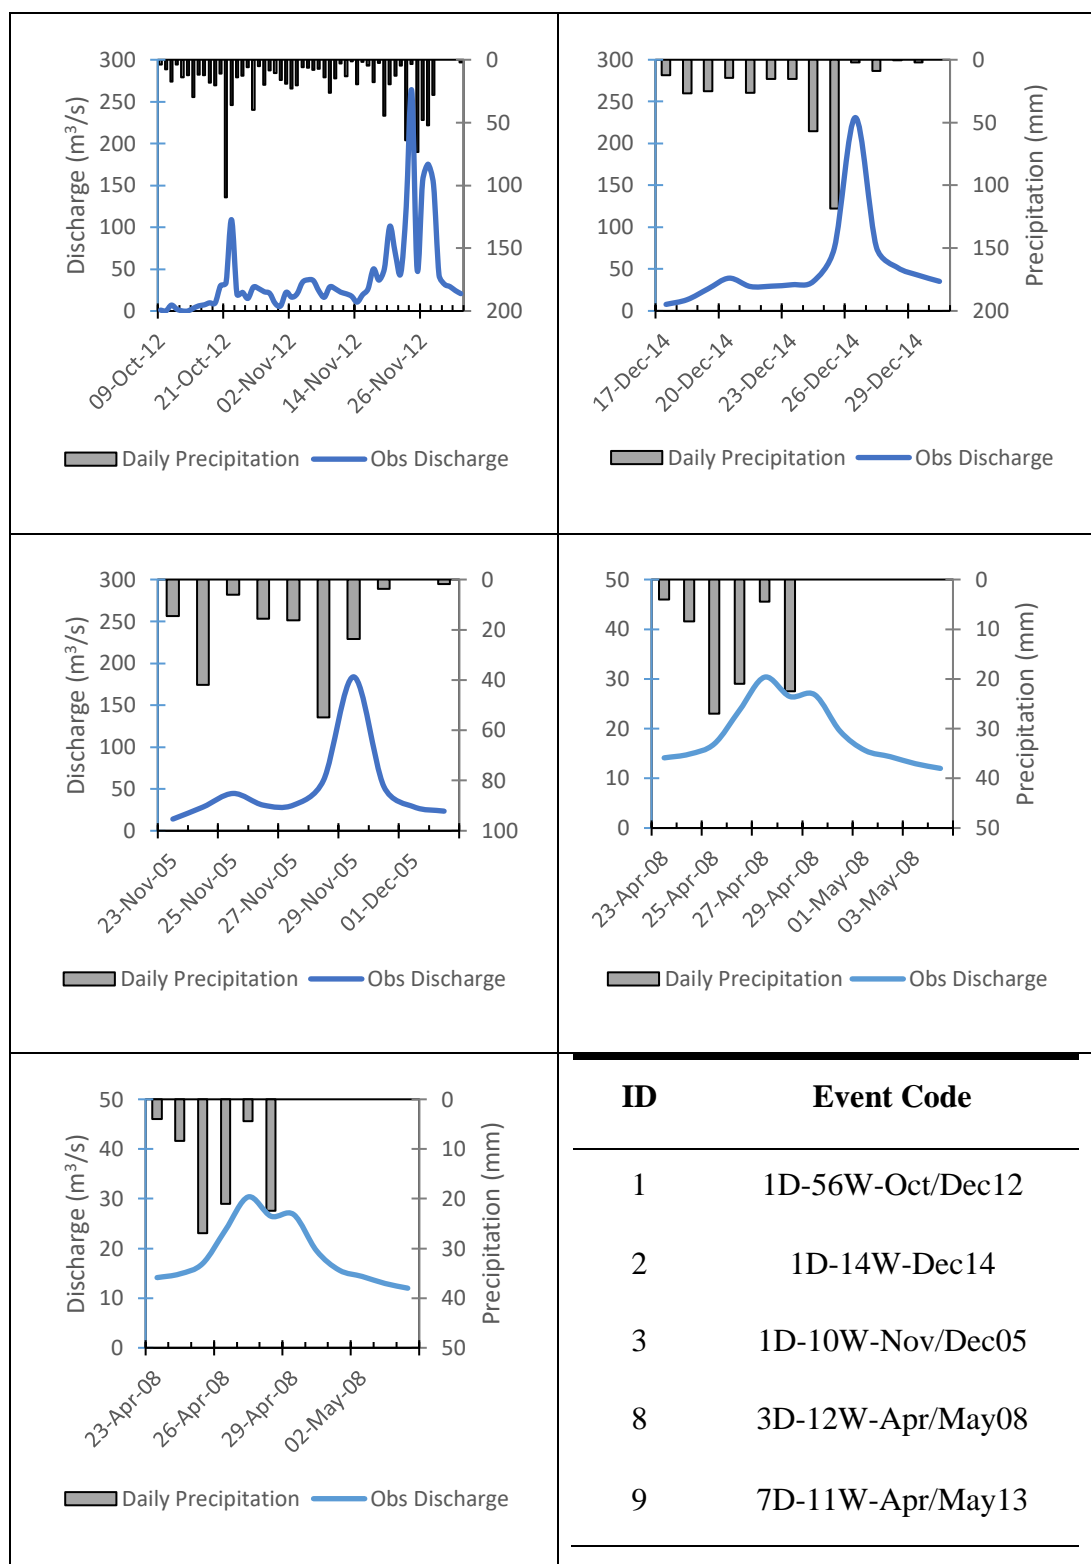 300
250
200
150
100
50
0
Discharge (m³/s)
0
50
100
150
200
09-Oct-12
21-Oct-12
02-Nov-12
14-Nov-12
26-Nov-12
Daily Precipitation Obs Discharge
300
250
200
150
100
50
0
0
50
100
150
200
Precipitation (mm)
17-Dec-14
20-Dec-14
23-Dec-14
26-Dec-14
29-Dec-14
Daily Precipitation Obs Discharge
300
250
200
150
100
50
0
Discharge (m³/s)
0
20
40
60
80
100
23-Nov-05
25-Nov-05
27-Nov-05
29-Nov-05
01-Dec-05
Daily Precipitation Obs Discharge
50
40
30
20
10
0
0
10
20
30
40
50
Precipitation (mm)
23-Apr-08
25-Apr-08
27-Apr-08
29-Apr-08
01-May-08
03-May-08
Daily Precipitation Obs Discharge
50
40
30
20
10
0
Discharge (m³/s)
0
10
20
30
40
50
Precipitation (mm)
23-Apr-08
26-Apr-08
29-Apr-08
02-May-08
Daily Precipitation Obs Discharge
ID Event Code
1 1D-56W-Oct/Dec12
2 1D-14W-Dec14
3 1D-10W-Nov/Dec05
8 3D-12W-Apr/May08
9 7D-11W-Apr/May13